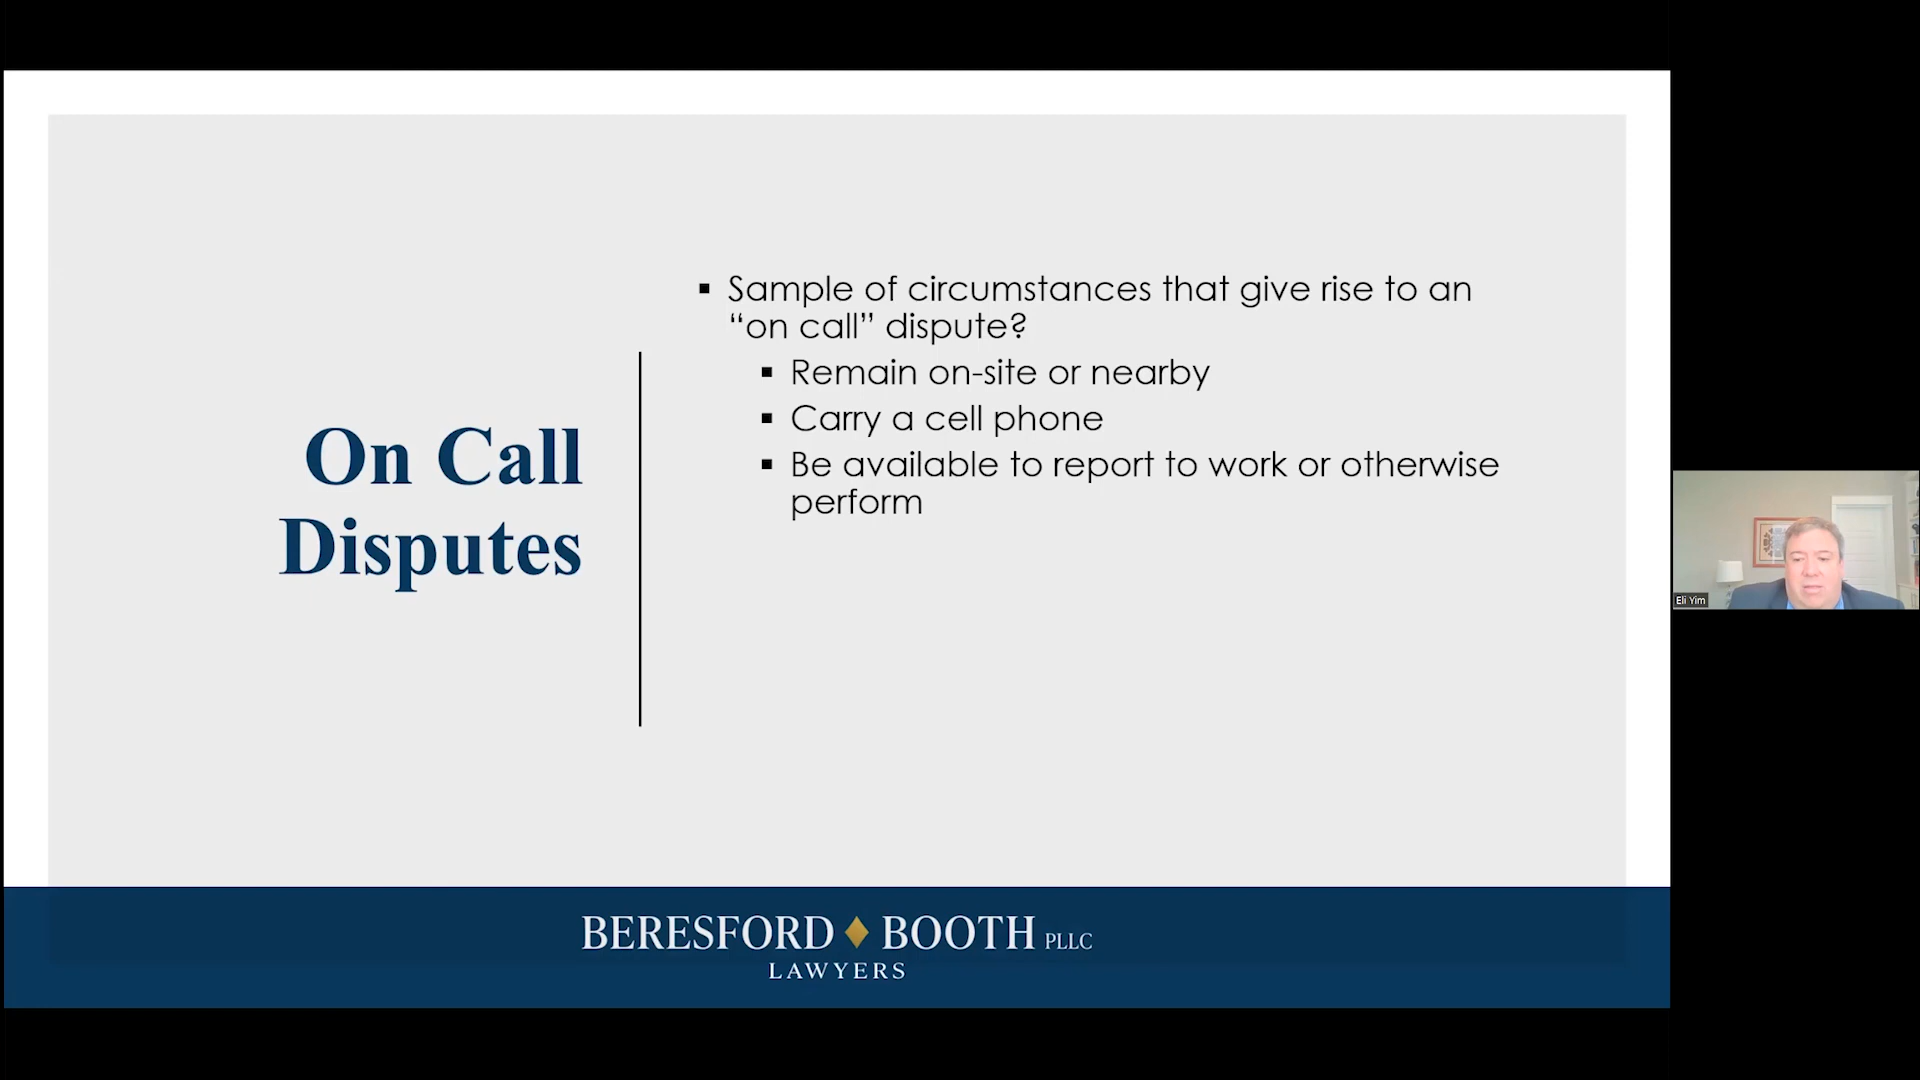 On Call
Disputes
▪ Sample of circumstances that give rise to an
“on call” dispute?
▪ Remain on-site or nearby
▪ Carry a cell phone
▪ Be available to report to work or otherwise
perform
BERESFORD BOOTH PLLC
LAWYERS
Eli Yim